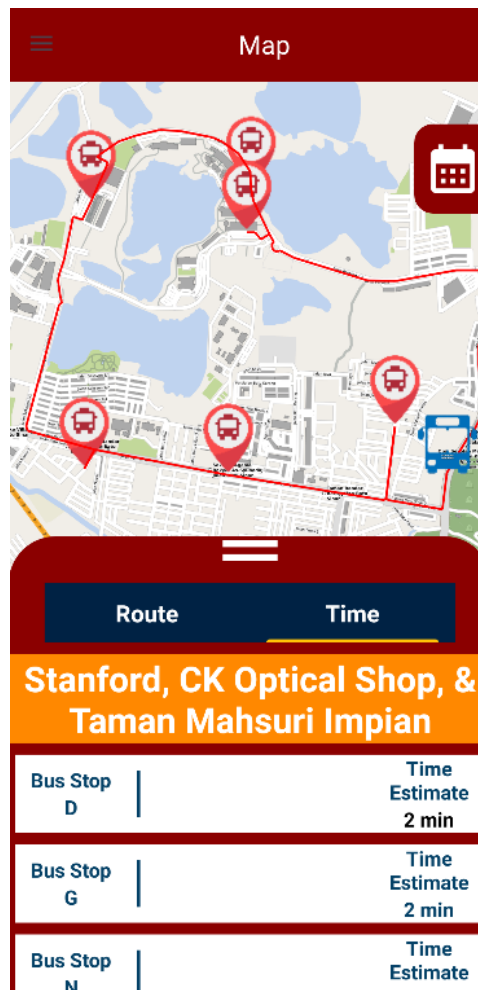 Map
Route
Time
Stanford, CK Optical Shop, &
Taman Mahsuri Impian
Bus Stop
D
Time
Estimate
2 min
Bus Stop
G
Time
Estimate
2 min
Bus Stop
N
Time
Estimate